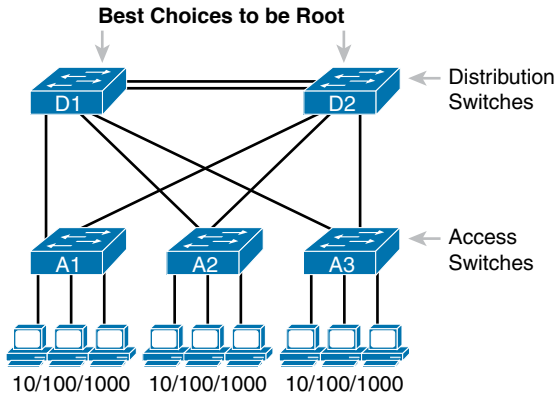 Best Choices to be Root
D1
D2
Distribution
Switches
A1
A2
A3
Access
Switches
10/100/1000
10/100/1000
10/100/1000